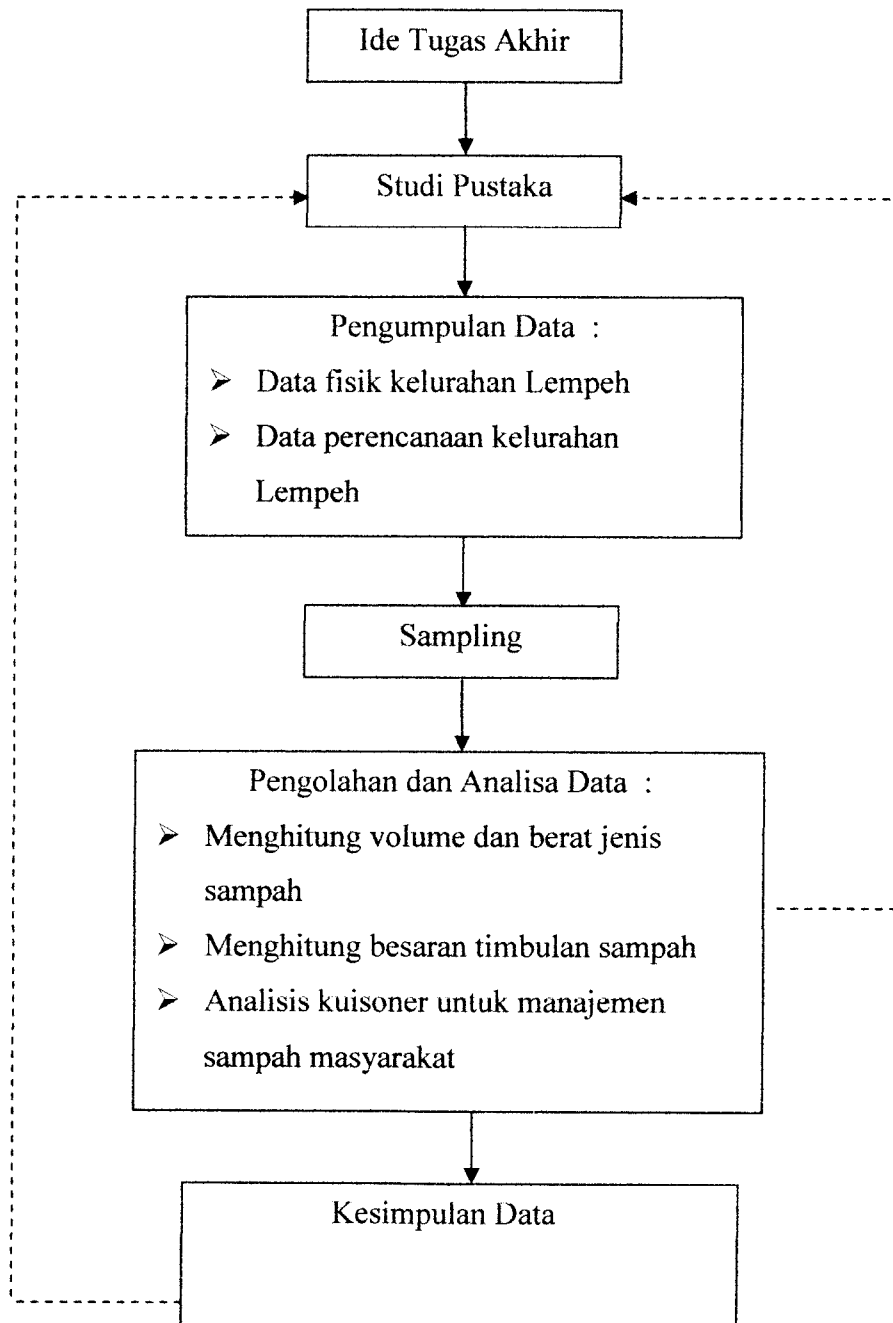 Ide Tugas Akhir
Studi Pustaka
Pengumpulan Data :
➢ Data fisik kelurahan Lempeh
➢ Data perencanaan kelurahan
Lempeh
Sampling
Pengolahan dan Analisa Data :
➢ Menghitung volume dan berat jenis
sampah
➢ Menghitung besaran timbulan sampah
➢ Analisis kuisoner untuk manajemen
sampah masyarakat
Kesimpulan Data